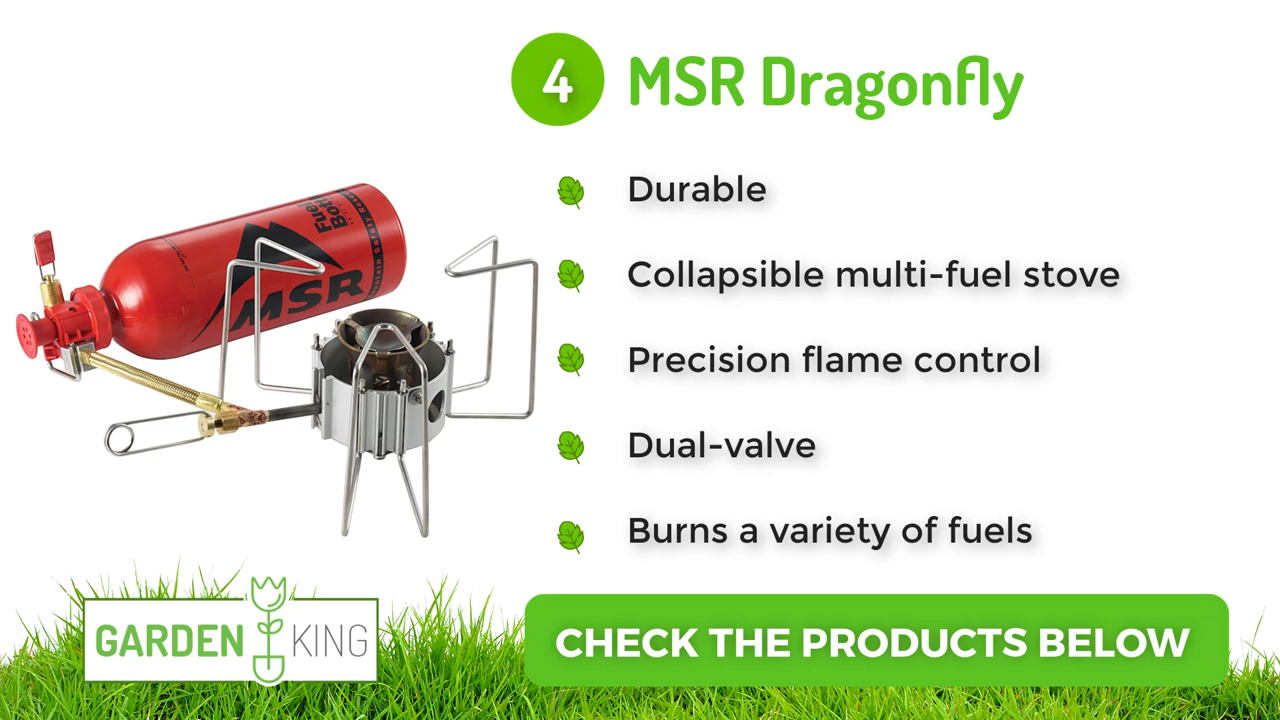 4 MSR Dragonfly
Durable
Collapsible multi-fuel stove
Precision flame control
Dual-valve
Burns a variety of fuels
Fuel
MSR
GARDEN KING
CHECK THE PRODUCTS BELOW